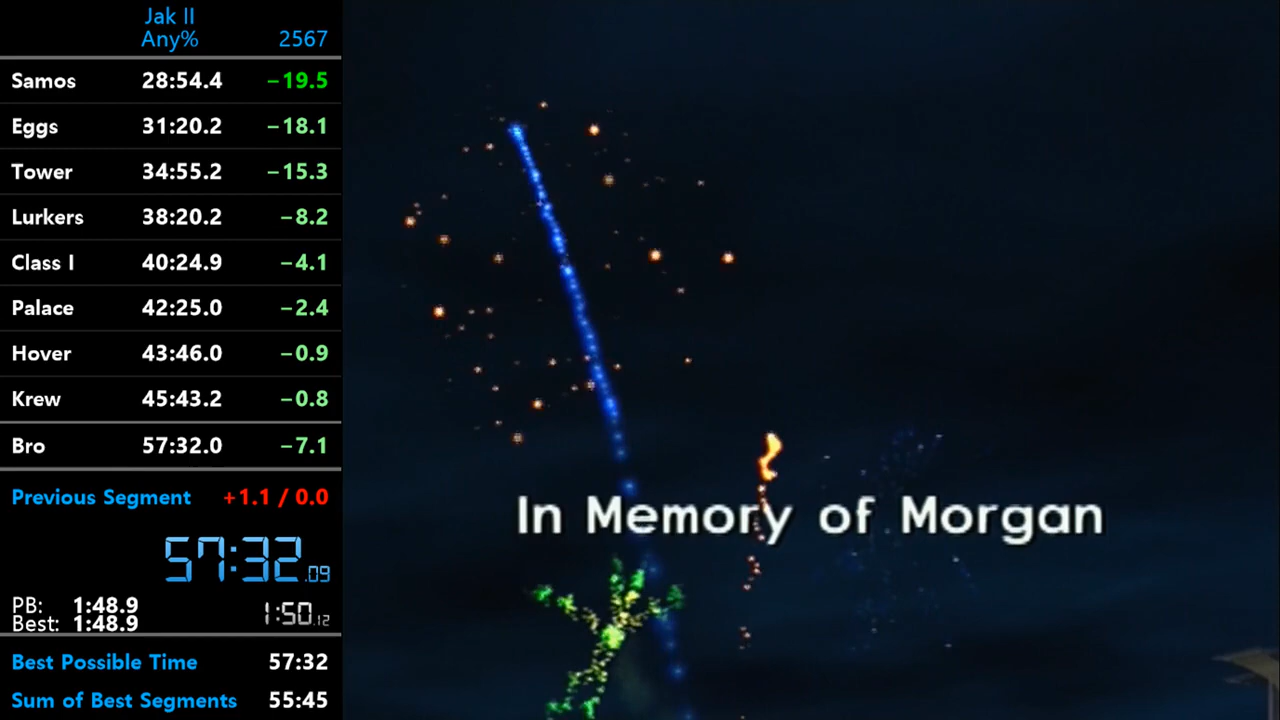 Jak II
Any% 2567
Samos 28:54.4 −19.5
Eggs 31:20.2 −18.1
Tower 34:55.2 −15.3
Lurkers 38:20.2 −8.2
Class I 40:24.9 −4.1
Palace 42:25.0 −2.4
Hover 43:46.0 −0.9
Krew 45:43.2 −0.8
Bro 57:32.0 −7.1
Previous Segment +1.1 / 0.0
57:32.09
PB: 1:48.9
Best: 1:48.9 1:50.12
Best Possible Time 57:32
Sum of Best Segments 55:45
In Memory of Morgan